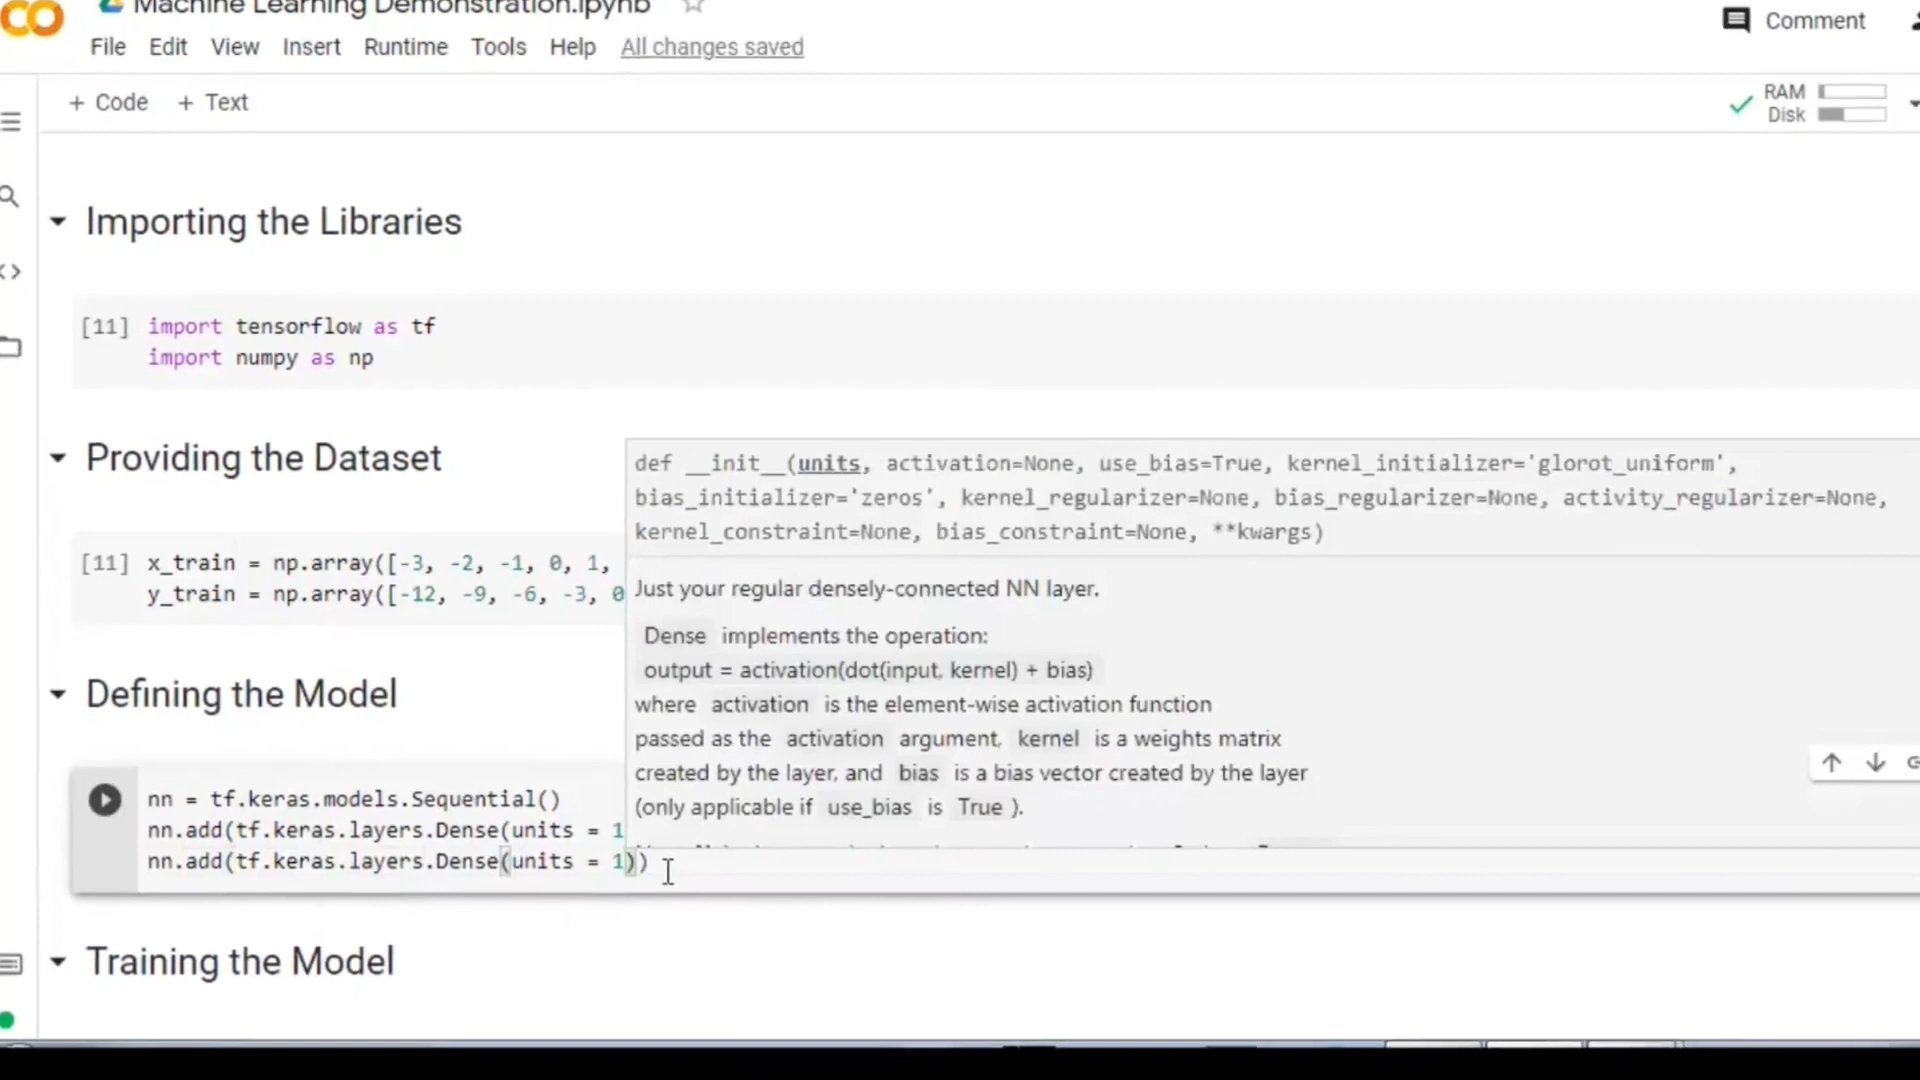 Machine Learning Demonstration.ipynb
Comment
File Edit View Insert Runtime Tools Help All changes saved
+ Code + Text
RAM
Disk
Importing the Libraries
[11] import tensorflow as tf
import numpy as np
Providing the Dataset
def __init__(units, activation=None, use_bias=True, kernel_initializer='glorot_uniform',
bias_initializer='zeros', kernel_regularizer=None, bias_regularizer=None, activity_regularizer=None,
kernel_constraint=None, bias_constraint=None, **kwargs)
[11] x_train = np.array([-3, -2, -1, 0, 1,
y_train = np.array([-12, -9, -6, -3, 0
Just your regular densely-connected NN layer.
Dense implements the operation:
output = activation(dot(input, kernel) + bias)
where activation is the element-wise activation function
passed as the activation argument, kernel is a weights matrix
created by the layer, and bias is a bias vector created by the layer
(only applicable if use_bias is True ).
Defining the Model
nn = tf.keras.models.Sequential()
nn.add(tf.keras.layers.Dense(units = 1
nn.add(tf.keras.layers.Dense(units = 1))
Training the Model